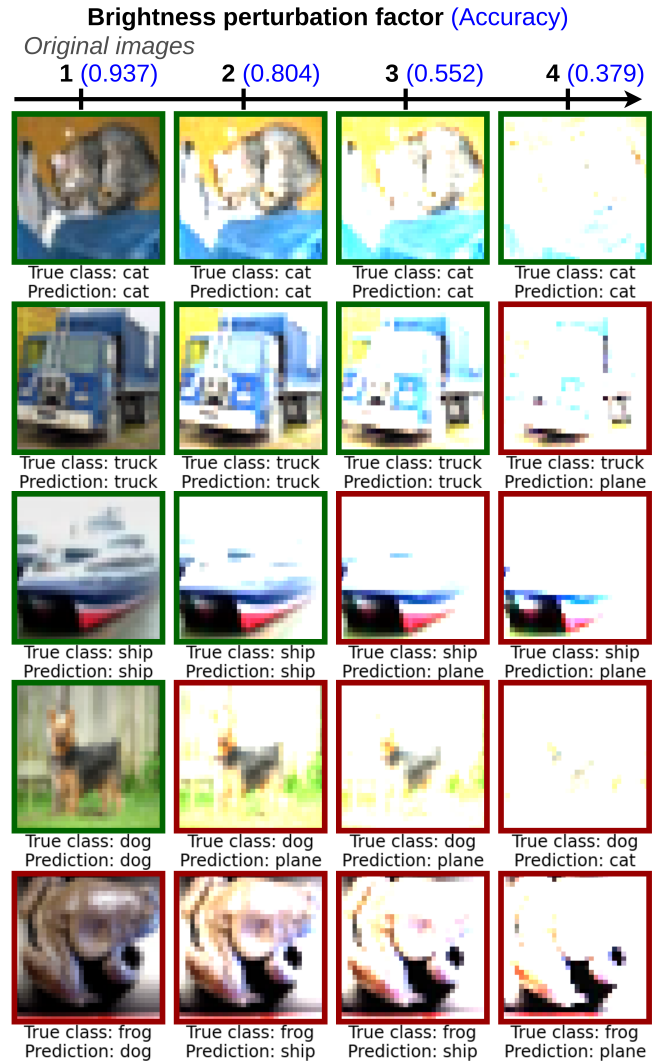 Brightness perturbation factor (Accuracy)
Original images
1 (0.937) 2 (0.804) 3 (0.552) 4 (0.379)
True class: cat True class: cat True class: cat True class: cat
Prediction: cat Prediction: cat Prediction: cat Prediction: cat
True class: truck True class: truck True class: truck True class: truck
Prediction: truck Prediction: truck Prediction: truck Prediction: plane
True class: ship True class: ship True class: ship True class: ship
Prediction: ship Prediction: ship Prediction: plane Prediction: plane
True class: dog True class: dog True class: dog True class: dog
Prediction: dog Prediction: plane Prediction: plane Prediction: cat
True class: frog True class: frog True class: frog True class: frog
Prediction: dog Prediction: ship Prediction: ship Prediction: plane